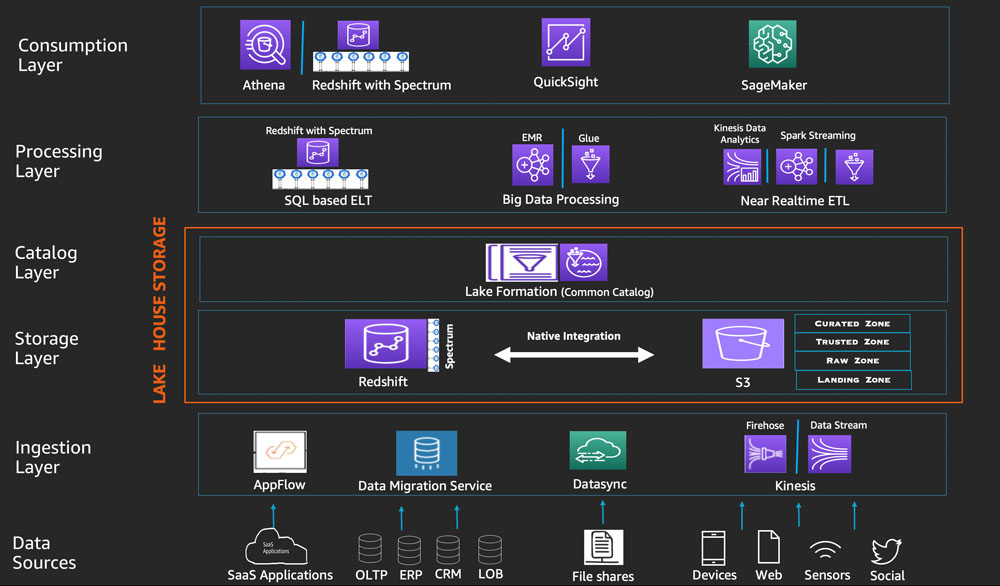 Consumption
Layer
Athena
Redshift with Spectrum
QuickSight
SageMaker
Processing
Layer
Redshift with Spectrum
SQL based ELT
EMR
Glue
Big Data Processing
Kinesis Data
Analytics
Spark Streaming
Near Realtime ETL
LAKE HOUSE STORAGE
Catalog
Layer
Lake Formation (Common Catalog)
Storage
Layer
Redshift
Spectrum
Native Integration
S3
Curated Zone
Trusted Zone
Raw Zone
Landing Zone
Ingestion
Layer
AppFlow
Data Migration Service
Datasync
Firehose
Data Stream
Kinesis
Data
Sources
SaaS
Applications
SaaS Applications
OLTP
ERP
CRM
LOB
File shares
Devices
Web
Sensors
Social